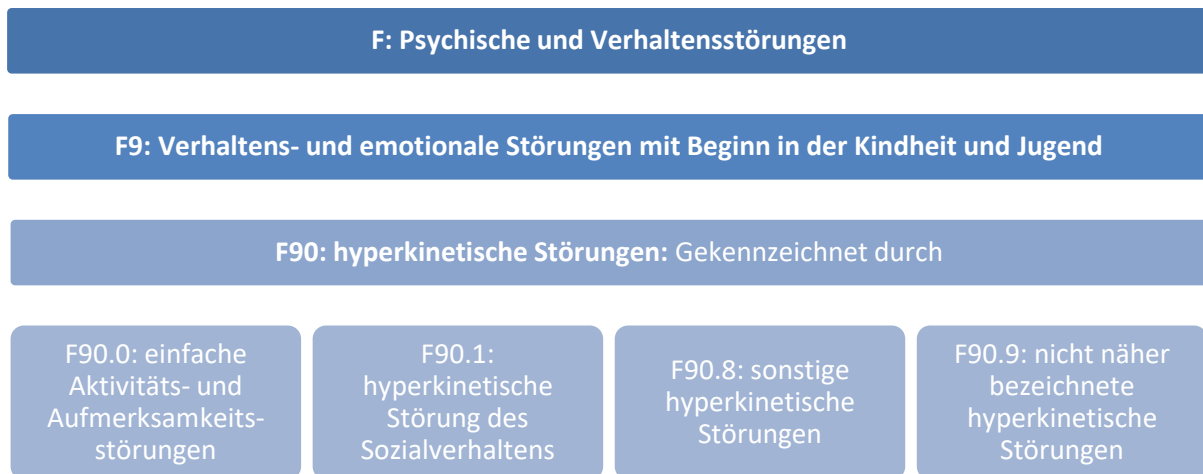 F: Psychische und Verhaltensstörungen
F9: Verhaltens- und emotionale Störungen mit Beginn in der Kindheit und Jugend
F90: hyperkinetische Störungen: Gekennzeichnet durch
F90.0: einfache
Aktivitäts- und
Aufmerksamkeits-
störungen
F90.1:
hyperkinetische
Störung des
Sozialverhaltens
F90.8: sonstige
hyperkinetische
Störungen
F90.9: nicht näher
bezeichnete
hyperkinetische
Störungen